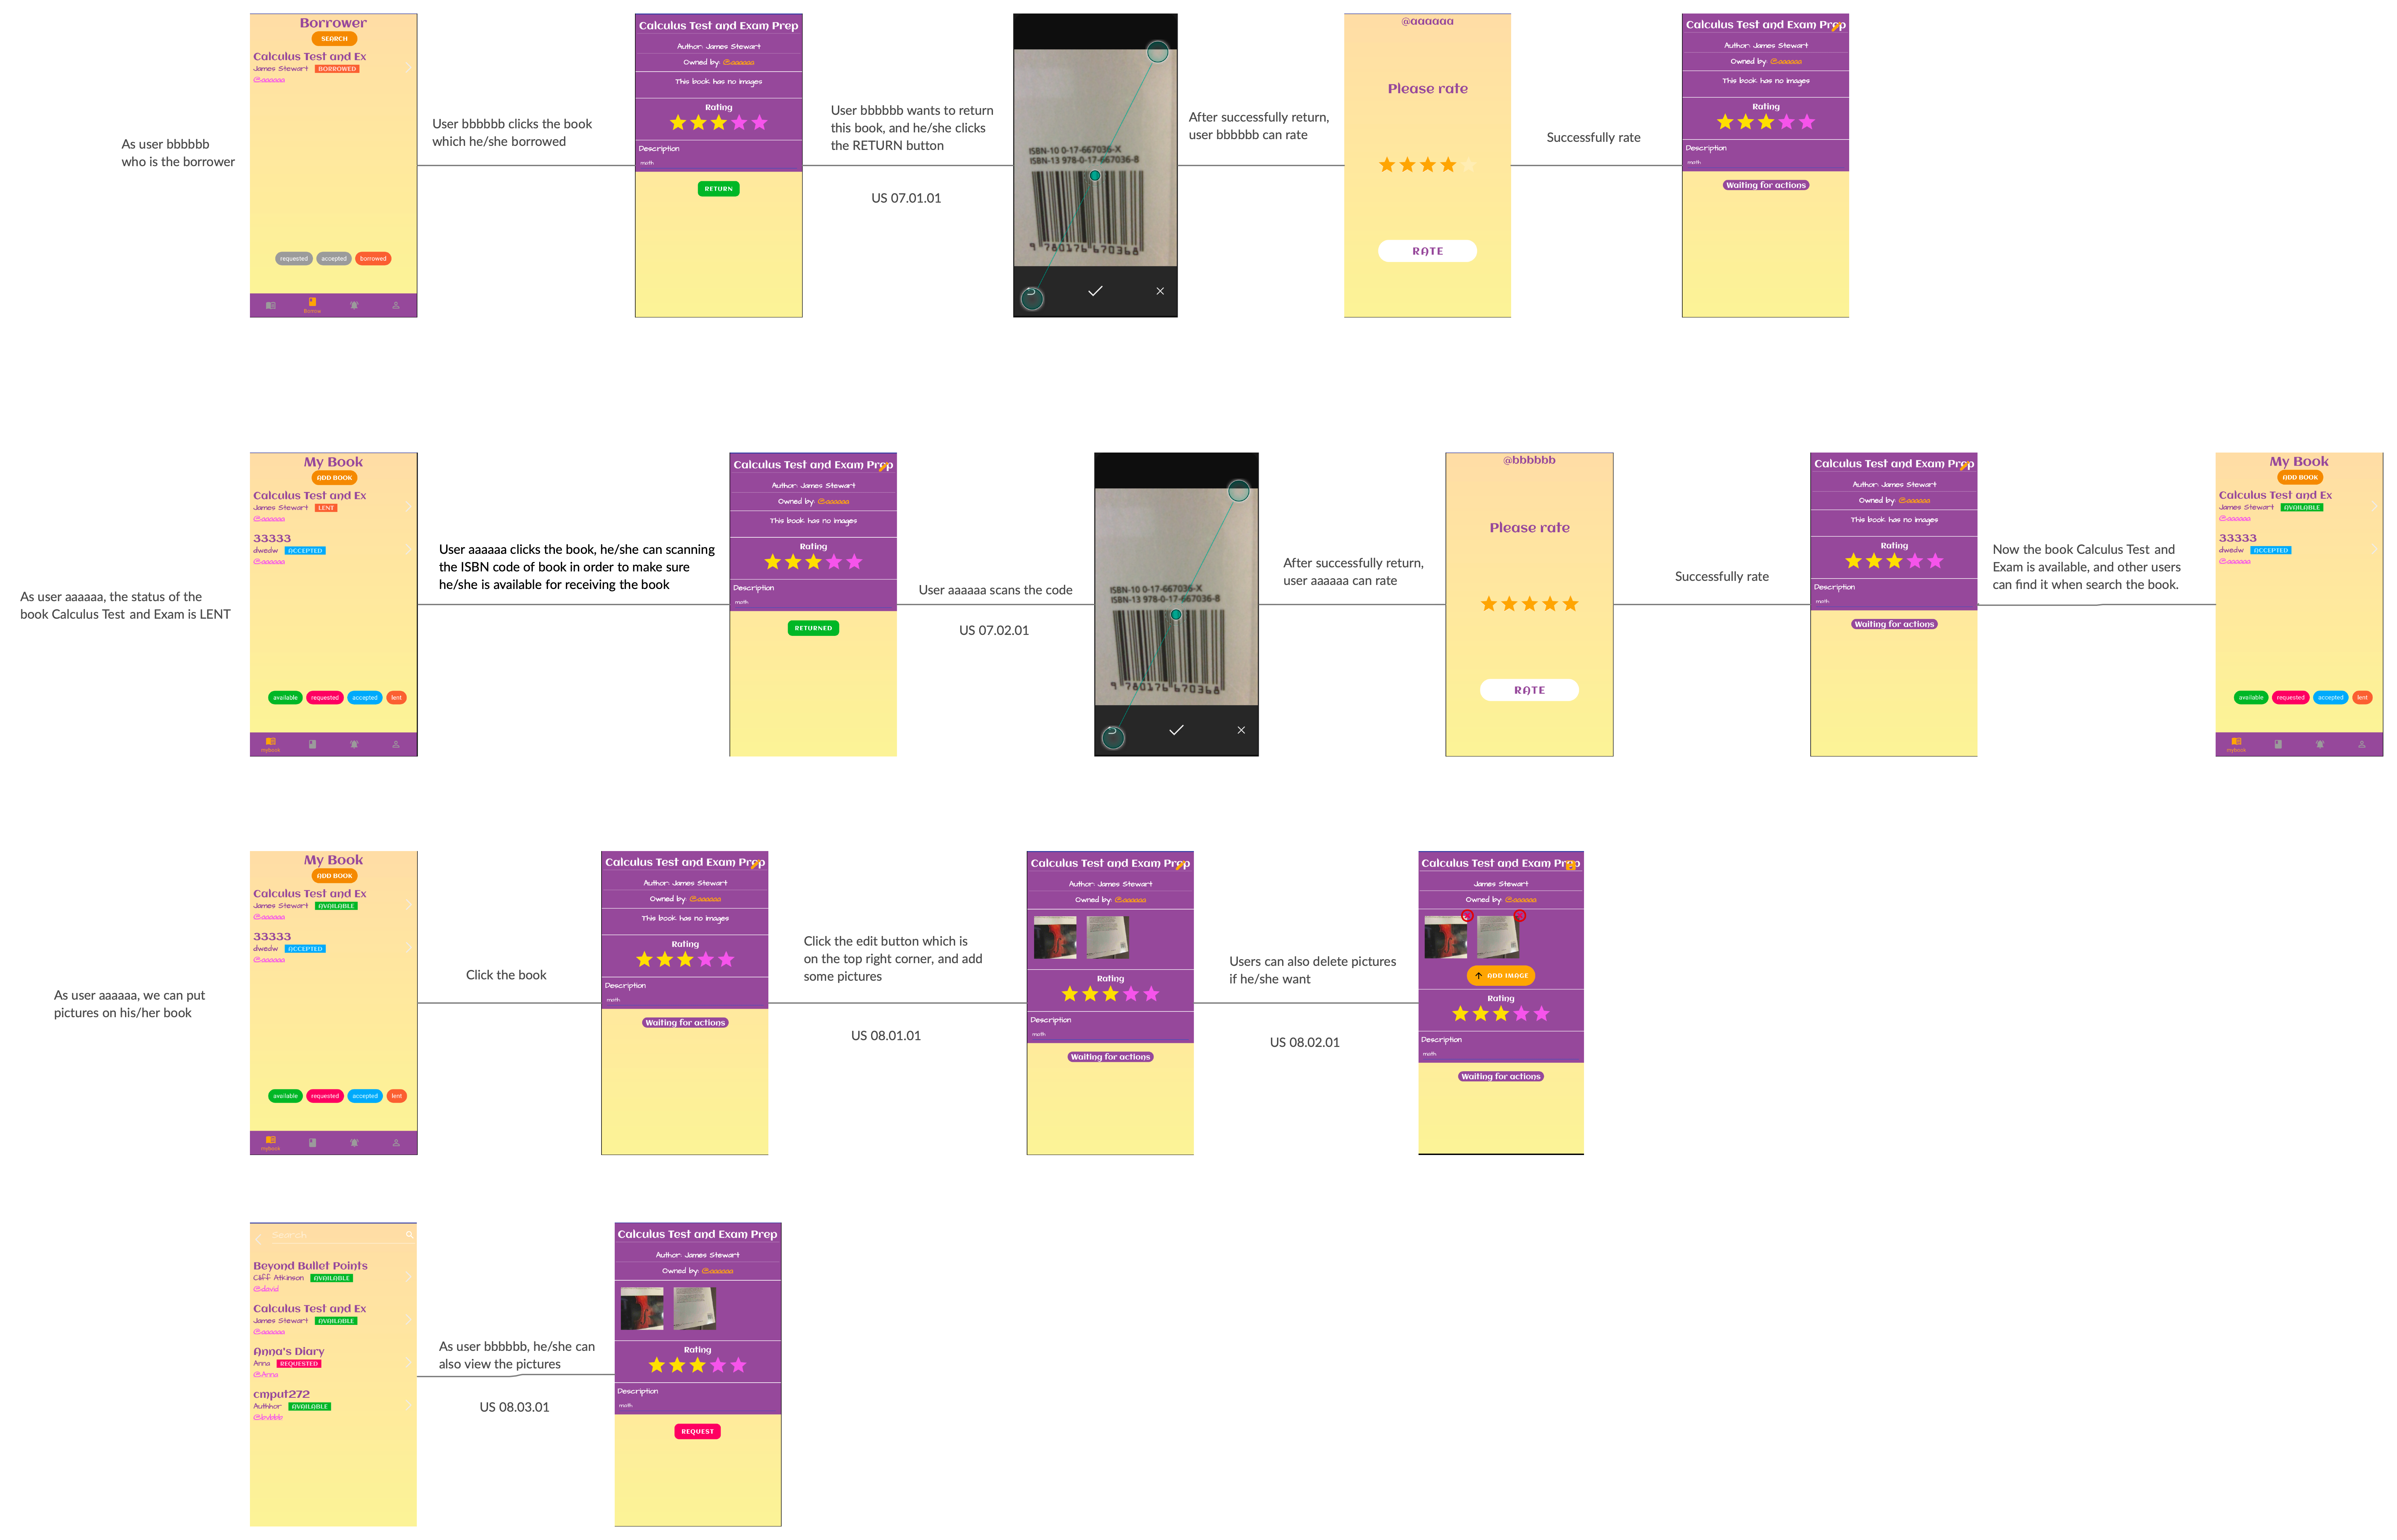 As user bbbbbb
who is the borrower
Borrower
SEARCH
Calculus Test and Ex
James Stewart BORROWED
@aaaaaa
requested accepted borrowed
Borrow
User bbbbbb clicks the book
which he/she borrowed
Calculus Test and Exam Prep
Author: James Stewart
Owned by: @aaaaaa
This book has no images
Rating
Description
math
RETURN
User bbbbbb wants to return
this book, and he/she clicks
the RETURN button
US 07.01.01
ISBN-10 0-17-667036-X
ISBN-13 978-0-17-667036-8
9 780176 670368
After successfully return,
user bbbbbb can rate
@aaaaaa
Please rate
RATE
Successfully rate
Calculus Test and Exam Prep
Author: James Stewart
Owned by: @aaaaaa
This book has no images
Rating
Description
math
Waiting for actions
As user aaaaaa, the status of the
book Calculus Test and Exam is LENT
My Book
ADD BOOK
Calculus Test and Ex
James Stewart LENT
@aaaaaa
33333
dwedw ACCEPTED
@aaaaaa
available requested accepted lent
mybook
User aaaaaa clicks the book, he/she can scanning
the ISBN code of book in order to make sure
he/she is available for receiving the book
Calculus Test and Exam Prep
Author: James Stewart
Owned by: @aaaaaa
This book has no images
Rating
Description
math
RETURNED
User aaaaaa scans the code
US 07.02.01
ISBN-10 0-17-667036-X
ISBN-13 978-0-17-667036-8
9 780176 670368
After successfully return,
user aaaaaa can rate
@bbbbbb
Please rate
RATE
Successfully rate
Calculus Test and Exam Prep
Author: James Stewart
Owned by: @aaaaaa
This book has no images
Rating
Description
math
Waiting for actions
Now the book Calculus Test and
Exam is available, and other users
can find it when search the book.
My Book
ADD BOOK
Calculus Test and Ex
James Stewart AVAILABLE
@aaaaaa
33333
dwedw ACCEPTED
@aaaaaa
available requested accepted lent
mybook
As user aaaaaa, we can put
pictures on his/her book
My Book
ADD BOOK
Calculus Test and Ex
James Stewart AVAILABLE
@aaaaaa
33333
dwedw ACCEPTED
@aaaaaa
available requested accepted lent
mybook
Click the book
Calculus Test and Exam Prep
Author: James Stewart
Owned by: @aaaaaa
This book has no images
Rating
Description
math
Waiting for actions
Click the edit button which is
on the top right corner, and add
some pictures
US 08.01.01
Calculus Test and Exam Prep
Author: James Stewart
Owned by: @aaaaaa
Rating
Description
math
Waiting for actions
Users can also delete pictures
if he/she want
US 08.02.01
Calculus Test and Exam Prep
James Stewart
Owned by: @aaaaaa
ADD IMAGE
Rating
Description
math
Waiting for actions
Search
Beyond Bullet Points
Cliff Atkinson AVAILABLE
@david
Calculus Test and Ex
James Stewart AVAILABLE
@aaaaaa
Anna's Diary
Anna REQUESTED
@Anna
cmput272
Authhor AVAILABLE
As user bbbbbb, he/she can
also view the pictures
US 08.03.01
Calculus Test and Exam Prep
Author: James Stewart
Owned by: @aaaaaa
Rating
Description
math
REQUEST